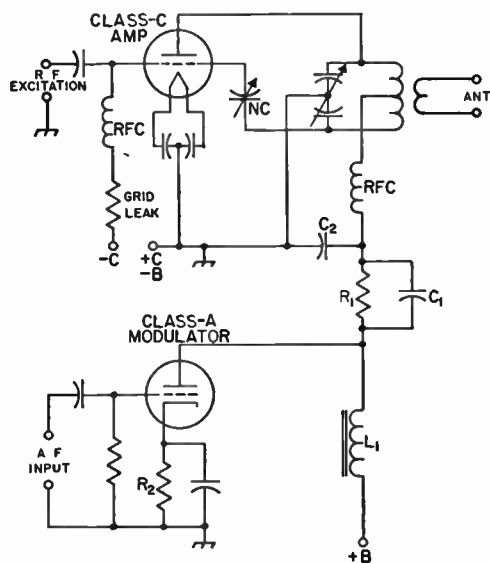 CLASS-C
AMP
R F
EXCITATION
RFC
GRID
LEAK
-C
+C
-B
NC
ANT
RFC
C2
R1
C1
CLASS-A
MODULATOR
A F
INPUT
R2
L1
+B